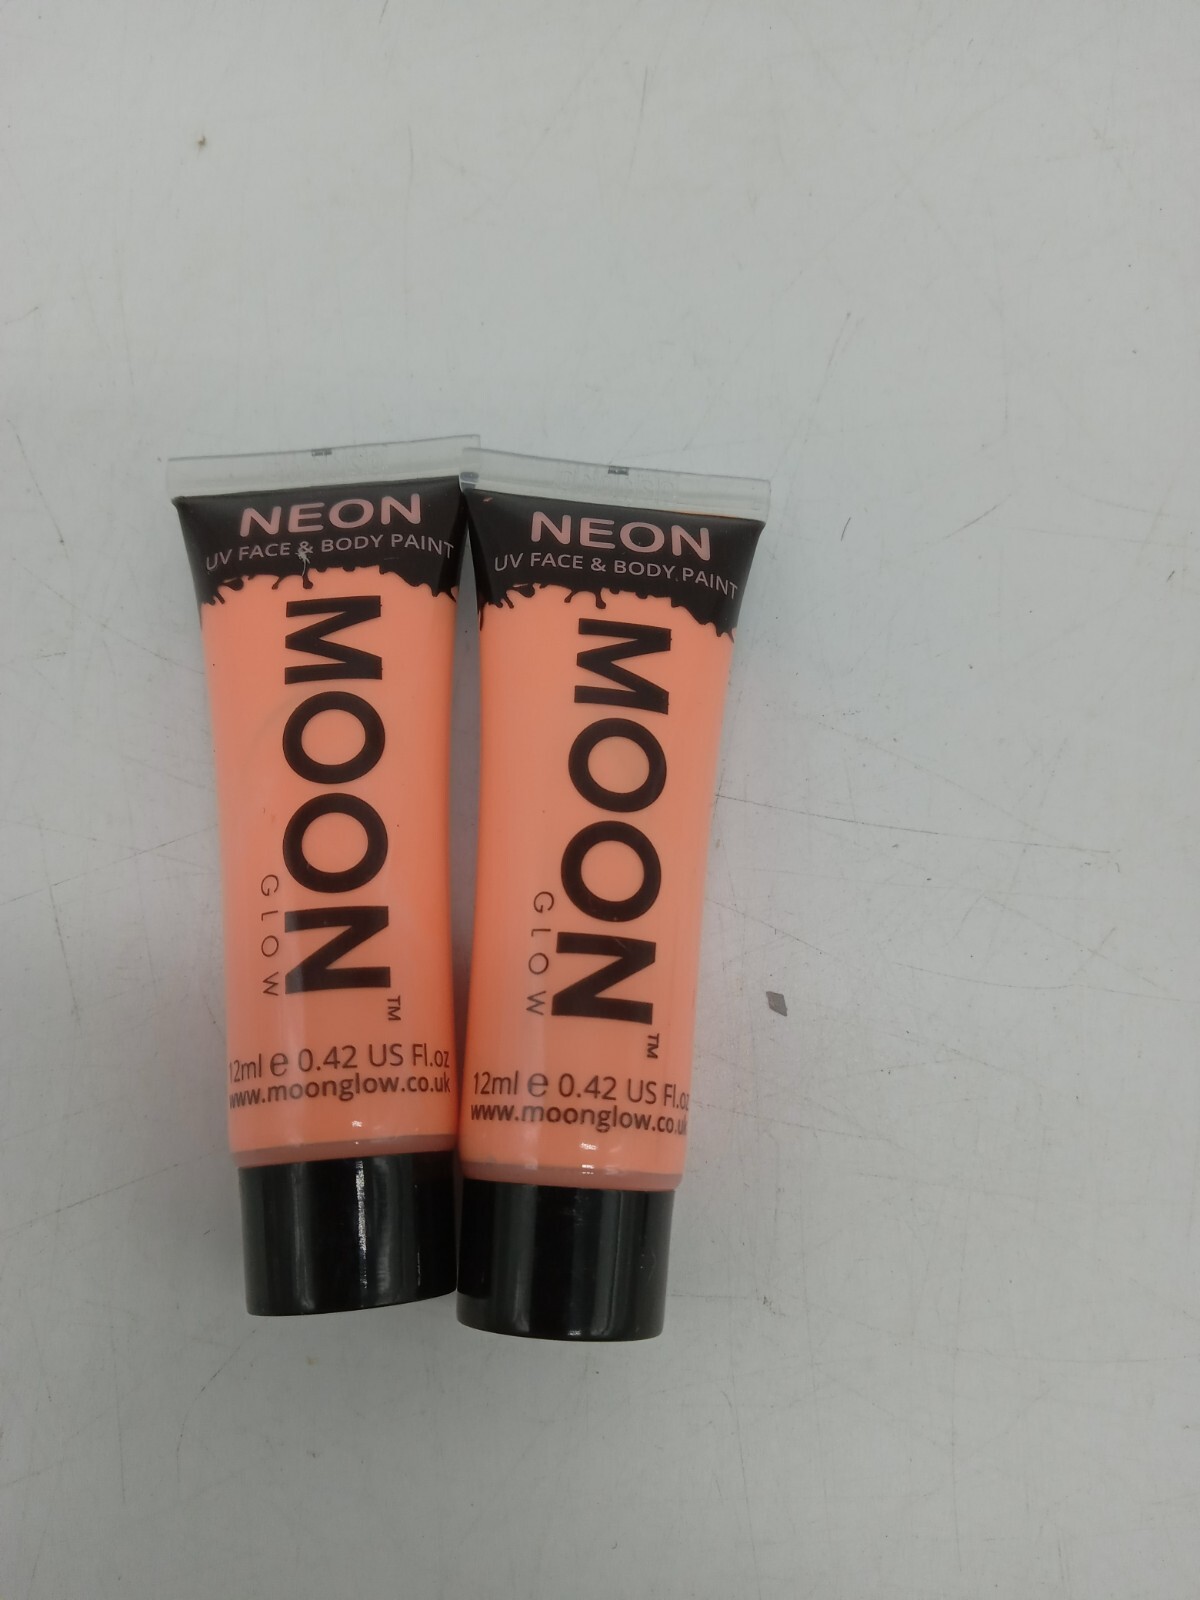 NEON
UV FACE & BODY PAINT
MOON
GLOW
TM
12ml e 0.42 US Fl.oz
www.moonglow.co.uk
NEON
UV FACE & BODY PAINT
MOON
GLOW
TM
12ml e 0.42 US Fl.oz
www.moonglow.co.uk